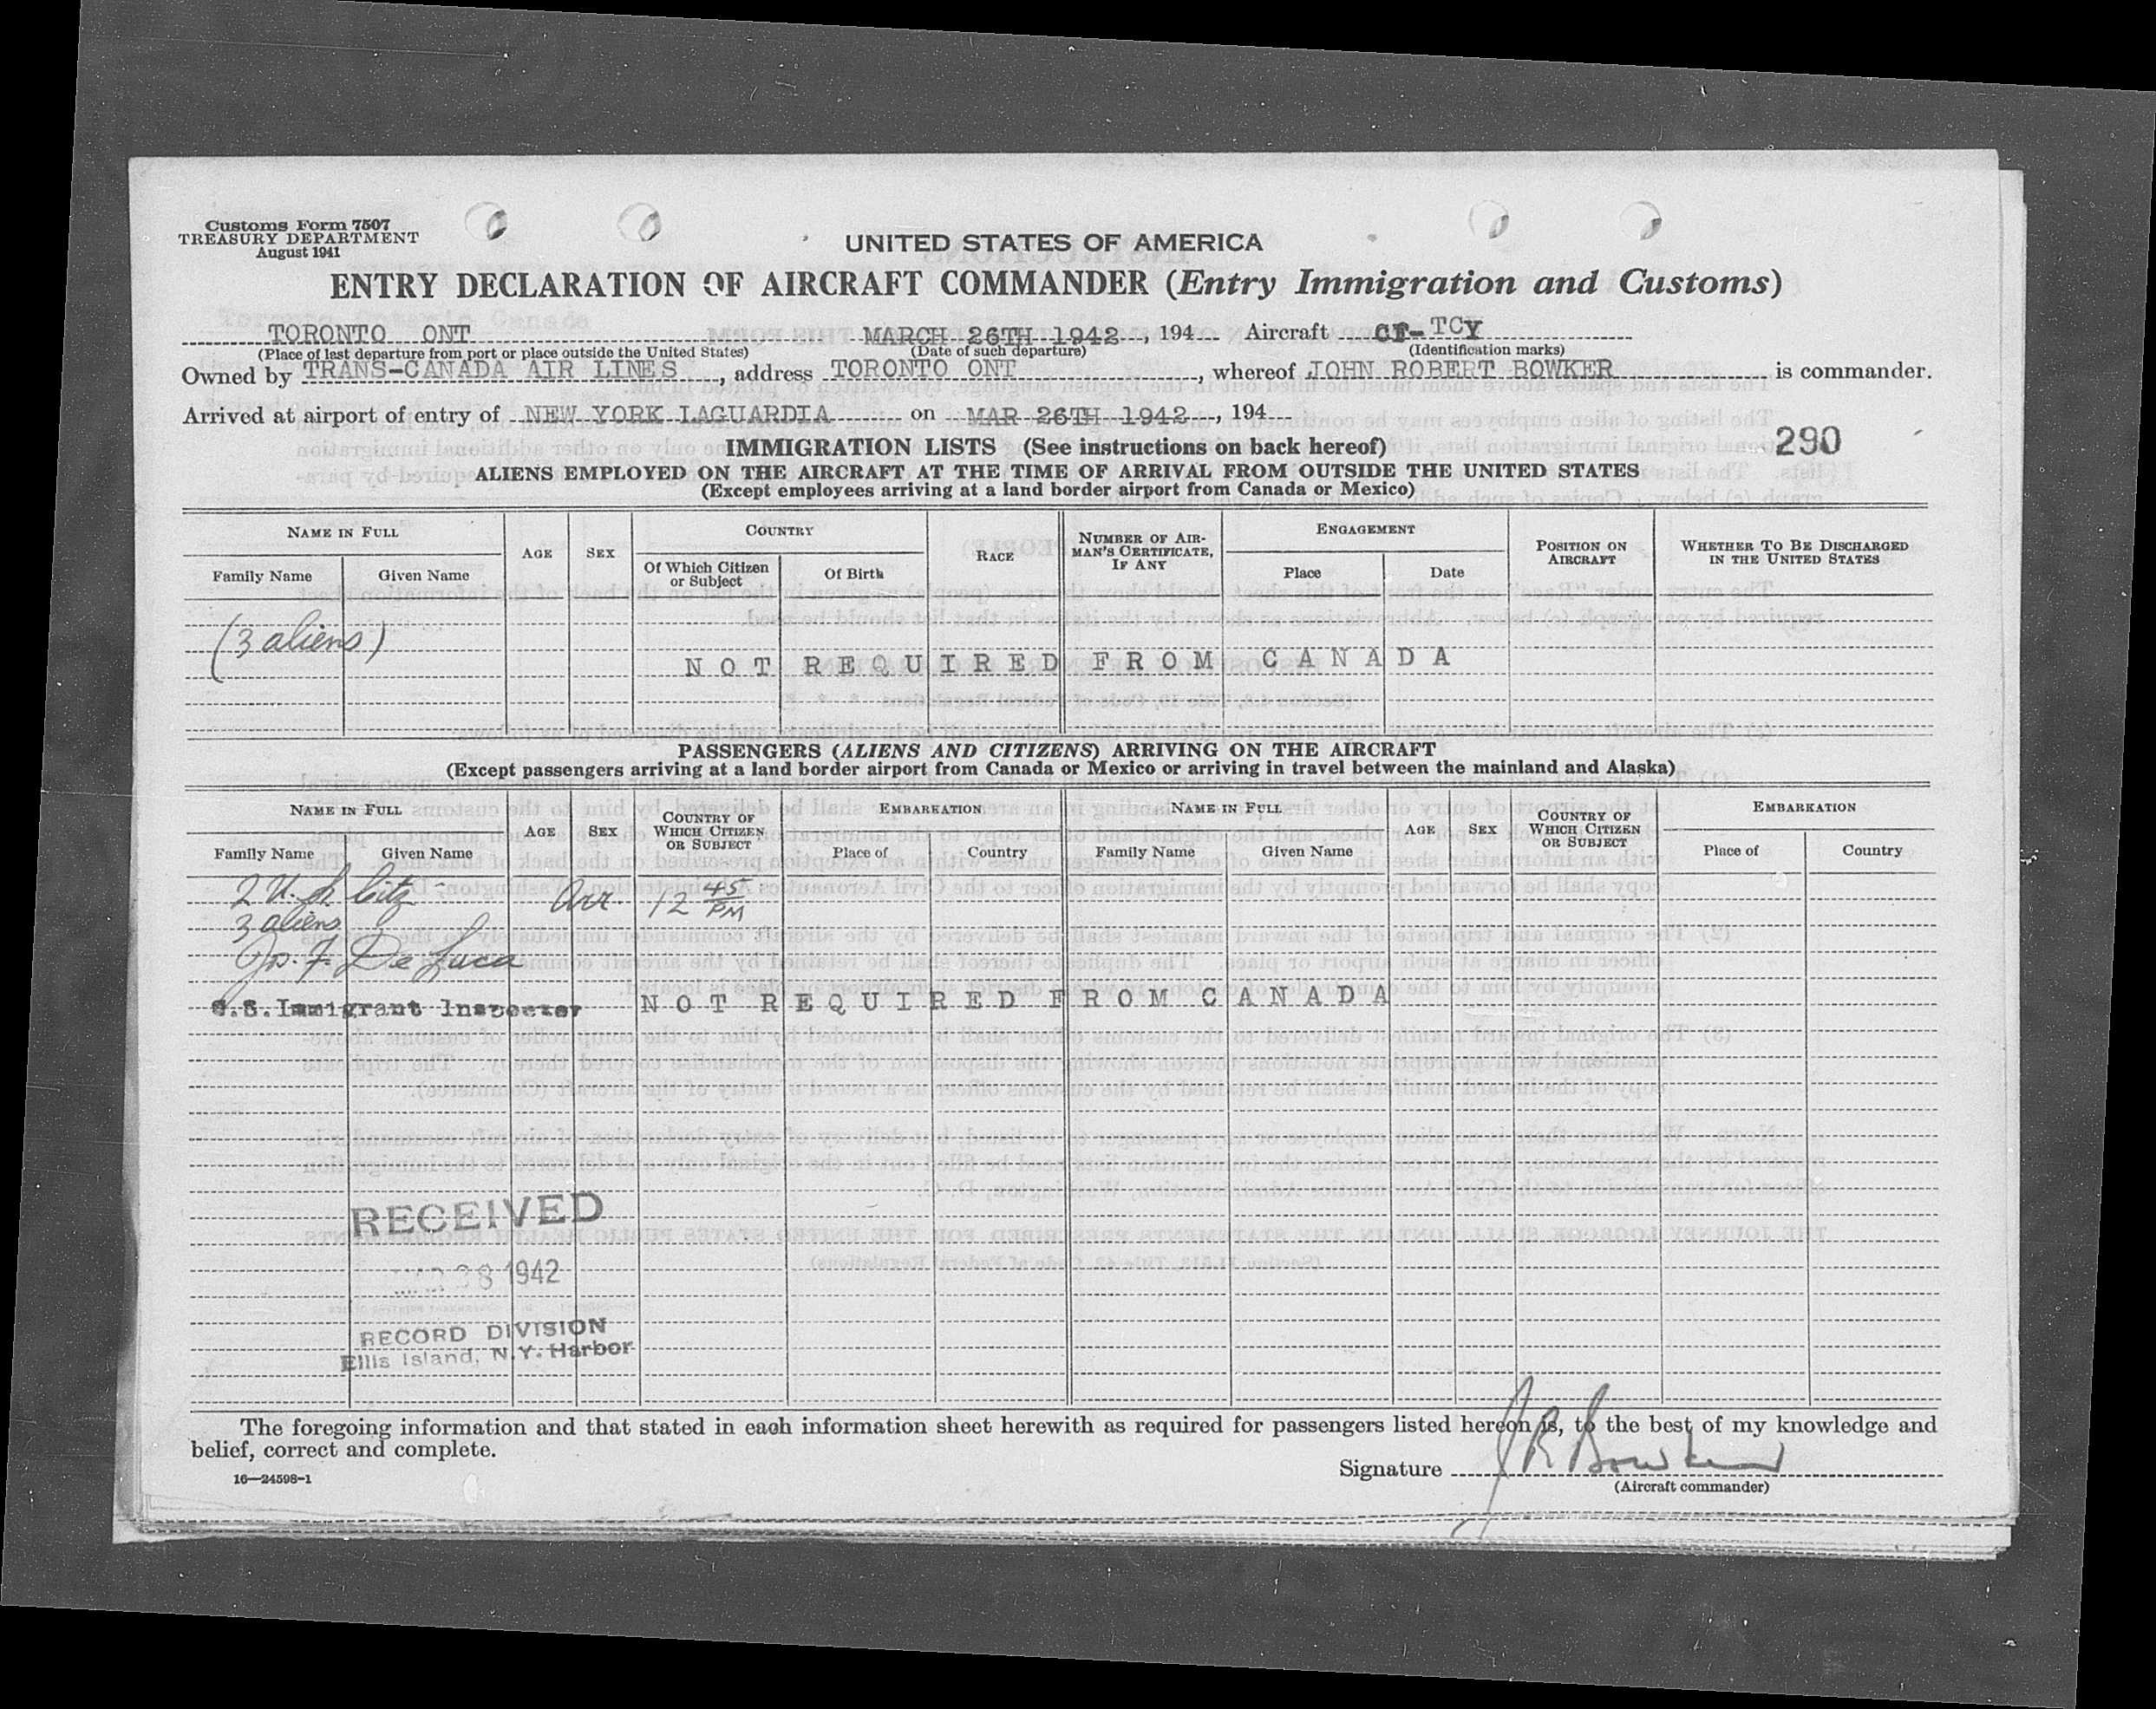 Customs Form 7507
TREASURY DEPARTMENT
August 1941
UNITED STATES OF AMERICA
ENTRY DECLARATION OF AIRCRAFT COMMANDER (Entry Immigration and Customs)
TORONTO ONT MARCH 26TH 1942, 194 Aircraft CF-TCY
(Place of last departure from port or place outside the United States) (Date of such departure) (Identification marks)
Owned by TRANS-CANADA AIR LINES, address TORONTO ONT, whereof JOHN ROBERT BOWKER is commander.
Arrived at airport of entry of NEW YORK LAGUARDIA on MAR 26TH 1942, 194
IMMIGRATION LISTS (See instructions on back hereof)
290
ALIENS EMPLOYED ON THE AIRCRAFT AT THE TIME OF ARRIVAL FROM OUTSIDE THE UNITED STATES
(Except employees arriving at a land border airport from Canada or Mexico)
NAME IN FULL AGE SEX COUNTRY RACE NUMBER OF AIRMAN'S CERTIFICATE, IF ANY ENGAGEMENT POSITION ON AIRCRAFT WHETHER TO BE DISCHARGED IN THE UNITED STATES
Family Name Given Name Of Which Citizen or Subject Of Birth Place Date
(3 aliens)
NOT REQUIRED FROM CANADA
PASSENGERS (ALIENS AND CITIZENS) ARRIVING ON THE AIRCRAFT
(Except passengers arriving at a land border airport from Canada or Mexico or arriving in travel between the mainland and Alaska)
NAME IN FULL AGE SEX COUNTRY OF WHICH CITIZEN OR SUBJECT EMBARKATION NAME IN FULL AGE SEX COUNTRY OF WHICH CITIZEN OR SUBJECT EMBARKATION
Family Name Given Name Place of Country Family Name Given Name Place of Country
2 U.S. Citz Arr. 12 45 PM
3 aliens
Jos. F. De Luca
U.S. Immigrant Inspector NOT REQUIRED FROM CANADA
RECEIVED
28 1942
RECORD DIVISION
Ellis Island, N.Y. Harbor
The foregoing information and that stated in each information sheet herewith as required for passengers listed hereon is, to the best of my knowledge and
belief, correct and complete.
16—24598-1
Signature J R Bowker
(Aircraft commander)